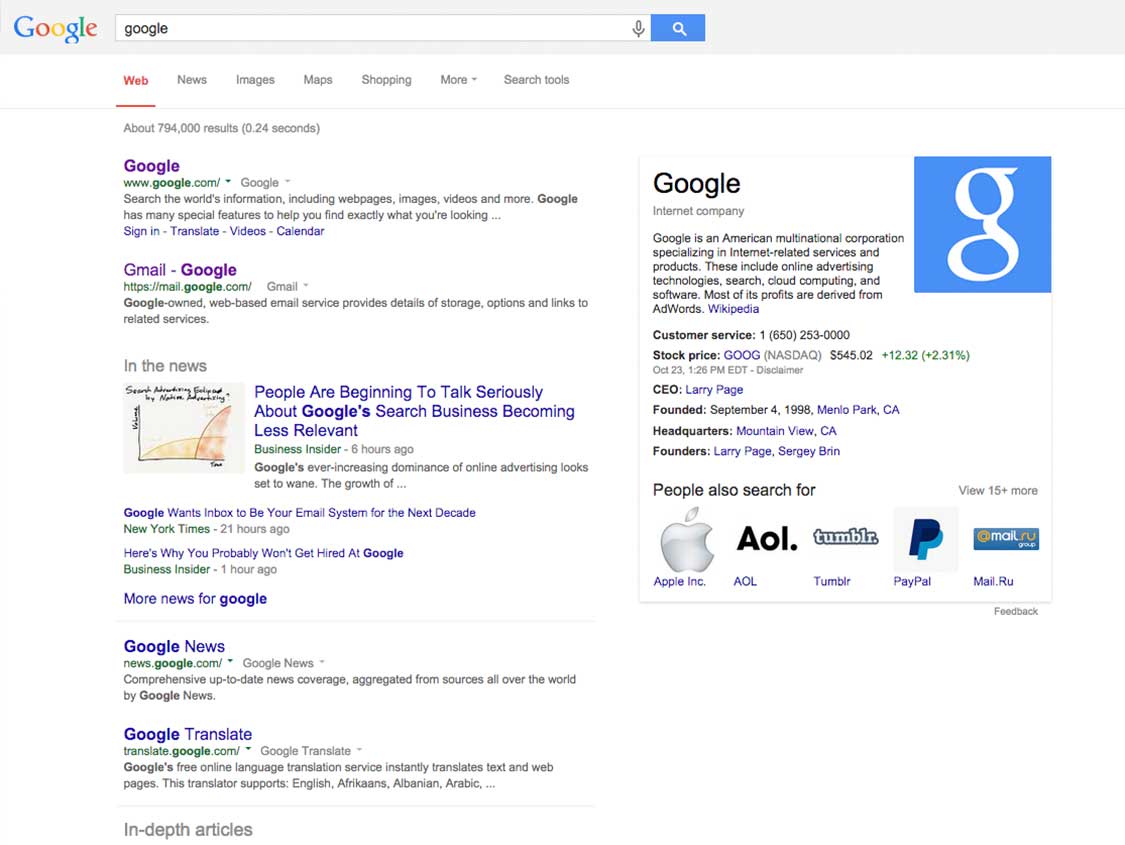 Google google
Web News Images Maps Shopping More Search tools
About 794,000 results (0.24 seconds)
Google
www.google.com/ Google
Search the world's information, including webpages, images, videos and more. Google
has many special features to help you find exactly what you're looking ...
Sign in - Translate - Videos - Calendar
Gmail - Google
https://mail.google.com/ Gmail
Google-owned, web-based email service provides details of storage, options and links to
related services.
In the news
Search Advertising Eclipsed
by Native Advertising?
Volume
Time
People Are Beginning To Talk Seriously
About Google's Search Business Becoming
Less Relevant
Business Insider - 6 hours ago
Google's ever-increasing dominance of online advertising looks
set to wane. The growth of ...
Google Wants Inbox to Be Your Email System for the Next Decade
New York Times - 21 hours ago
Here's Why You Probably Won't Get Hired At Google
Business Insider - 1 hour ago
More news for google
Google News
news.google.com/ Google News
Comprehensive up-to-date news coverage, aggregated from sources all over the world
by Google News.
Google Translate
translate.google.com/ Google Translate
Google's free online language translation service instantly translates text and web
pages. This translator supports: English, Afrikaans, Albanian, Arabic, ...
In-depth articles
Google
Internet company
g
Google is an American multinational corporation
specializing in Internet-related services and
products. These include online advertising
technologies, search, cloud computing, and
software. Most of its profits are derived from
AdWords. Wikipedia
Customer service: 1 (650) 253-0000
Stock price: GOOG (NASDAQ) $545.02 +12.32 (+2.31%)
Oct 23, 1:26 PM EDT - Disclaimer
CEO: Larry Page
Founded: September 4, 1998, Menlo Park, CA
Headquarters: Mountain View, CA
Founders: Larry Page, Sergey Brin
People also search for View 15+ more
Aol. tumblr. P @mail.ru group
Apple Inc. AOL Tumblr PayPal Mail.Ru
Feedback